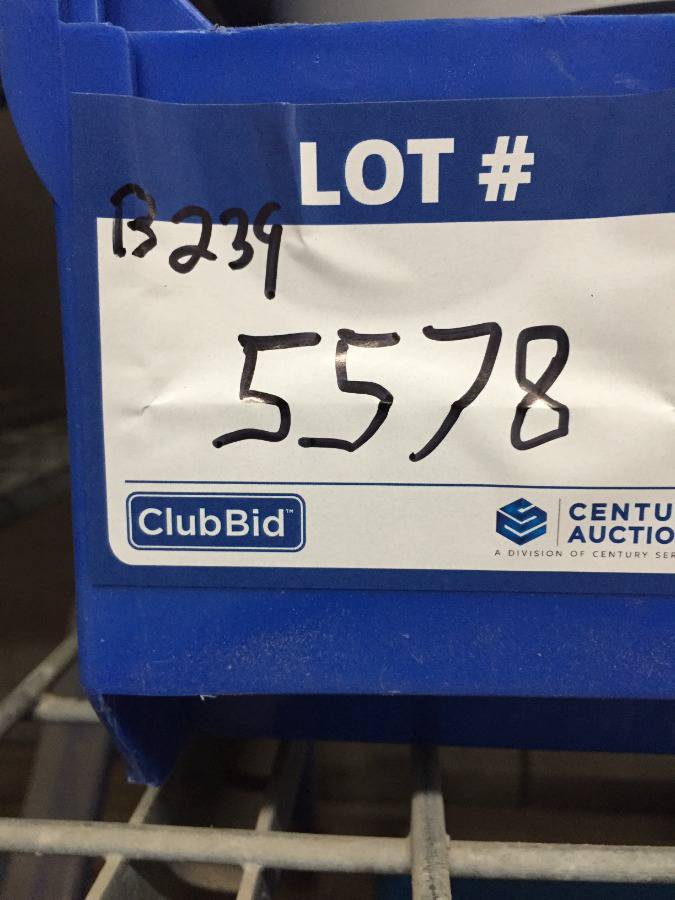 LOT #
B239
5578
ClubBid™
CENTU
AUCTIO
A DIVISION OF CENTURY SER